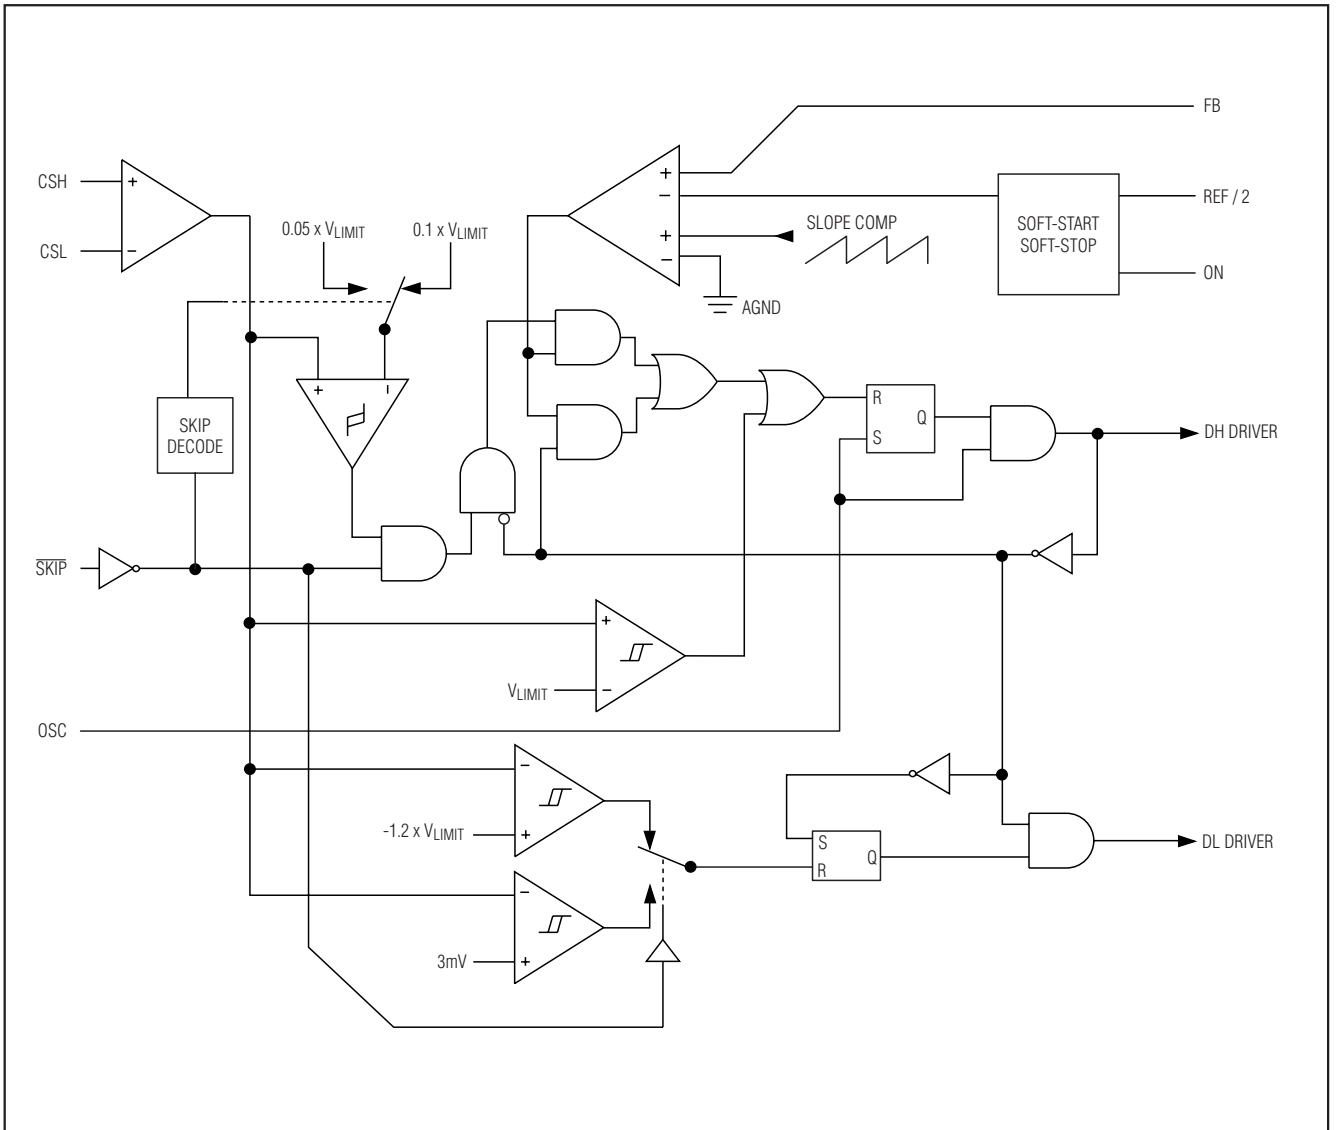 FB
CSH
+
+
−
REF / 2
SOFT-START
SOFT-STOP
SLOPE COMP
0.05 x VLIMIT
0.1 x VLIMIT
+
CSL
−
−
ON
AGND
+
−
R
Q
S
SKIP
DECODE
DH DRIVER
SKIP
+
VLIMIT
−
OSC
−
-1.2 x VLIMIT
+
S
Q
R
DL DRIVER
−
3mV
+